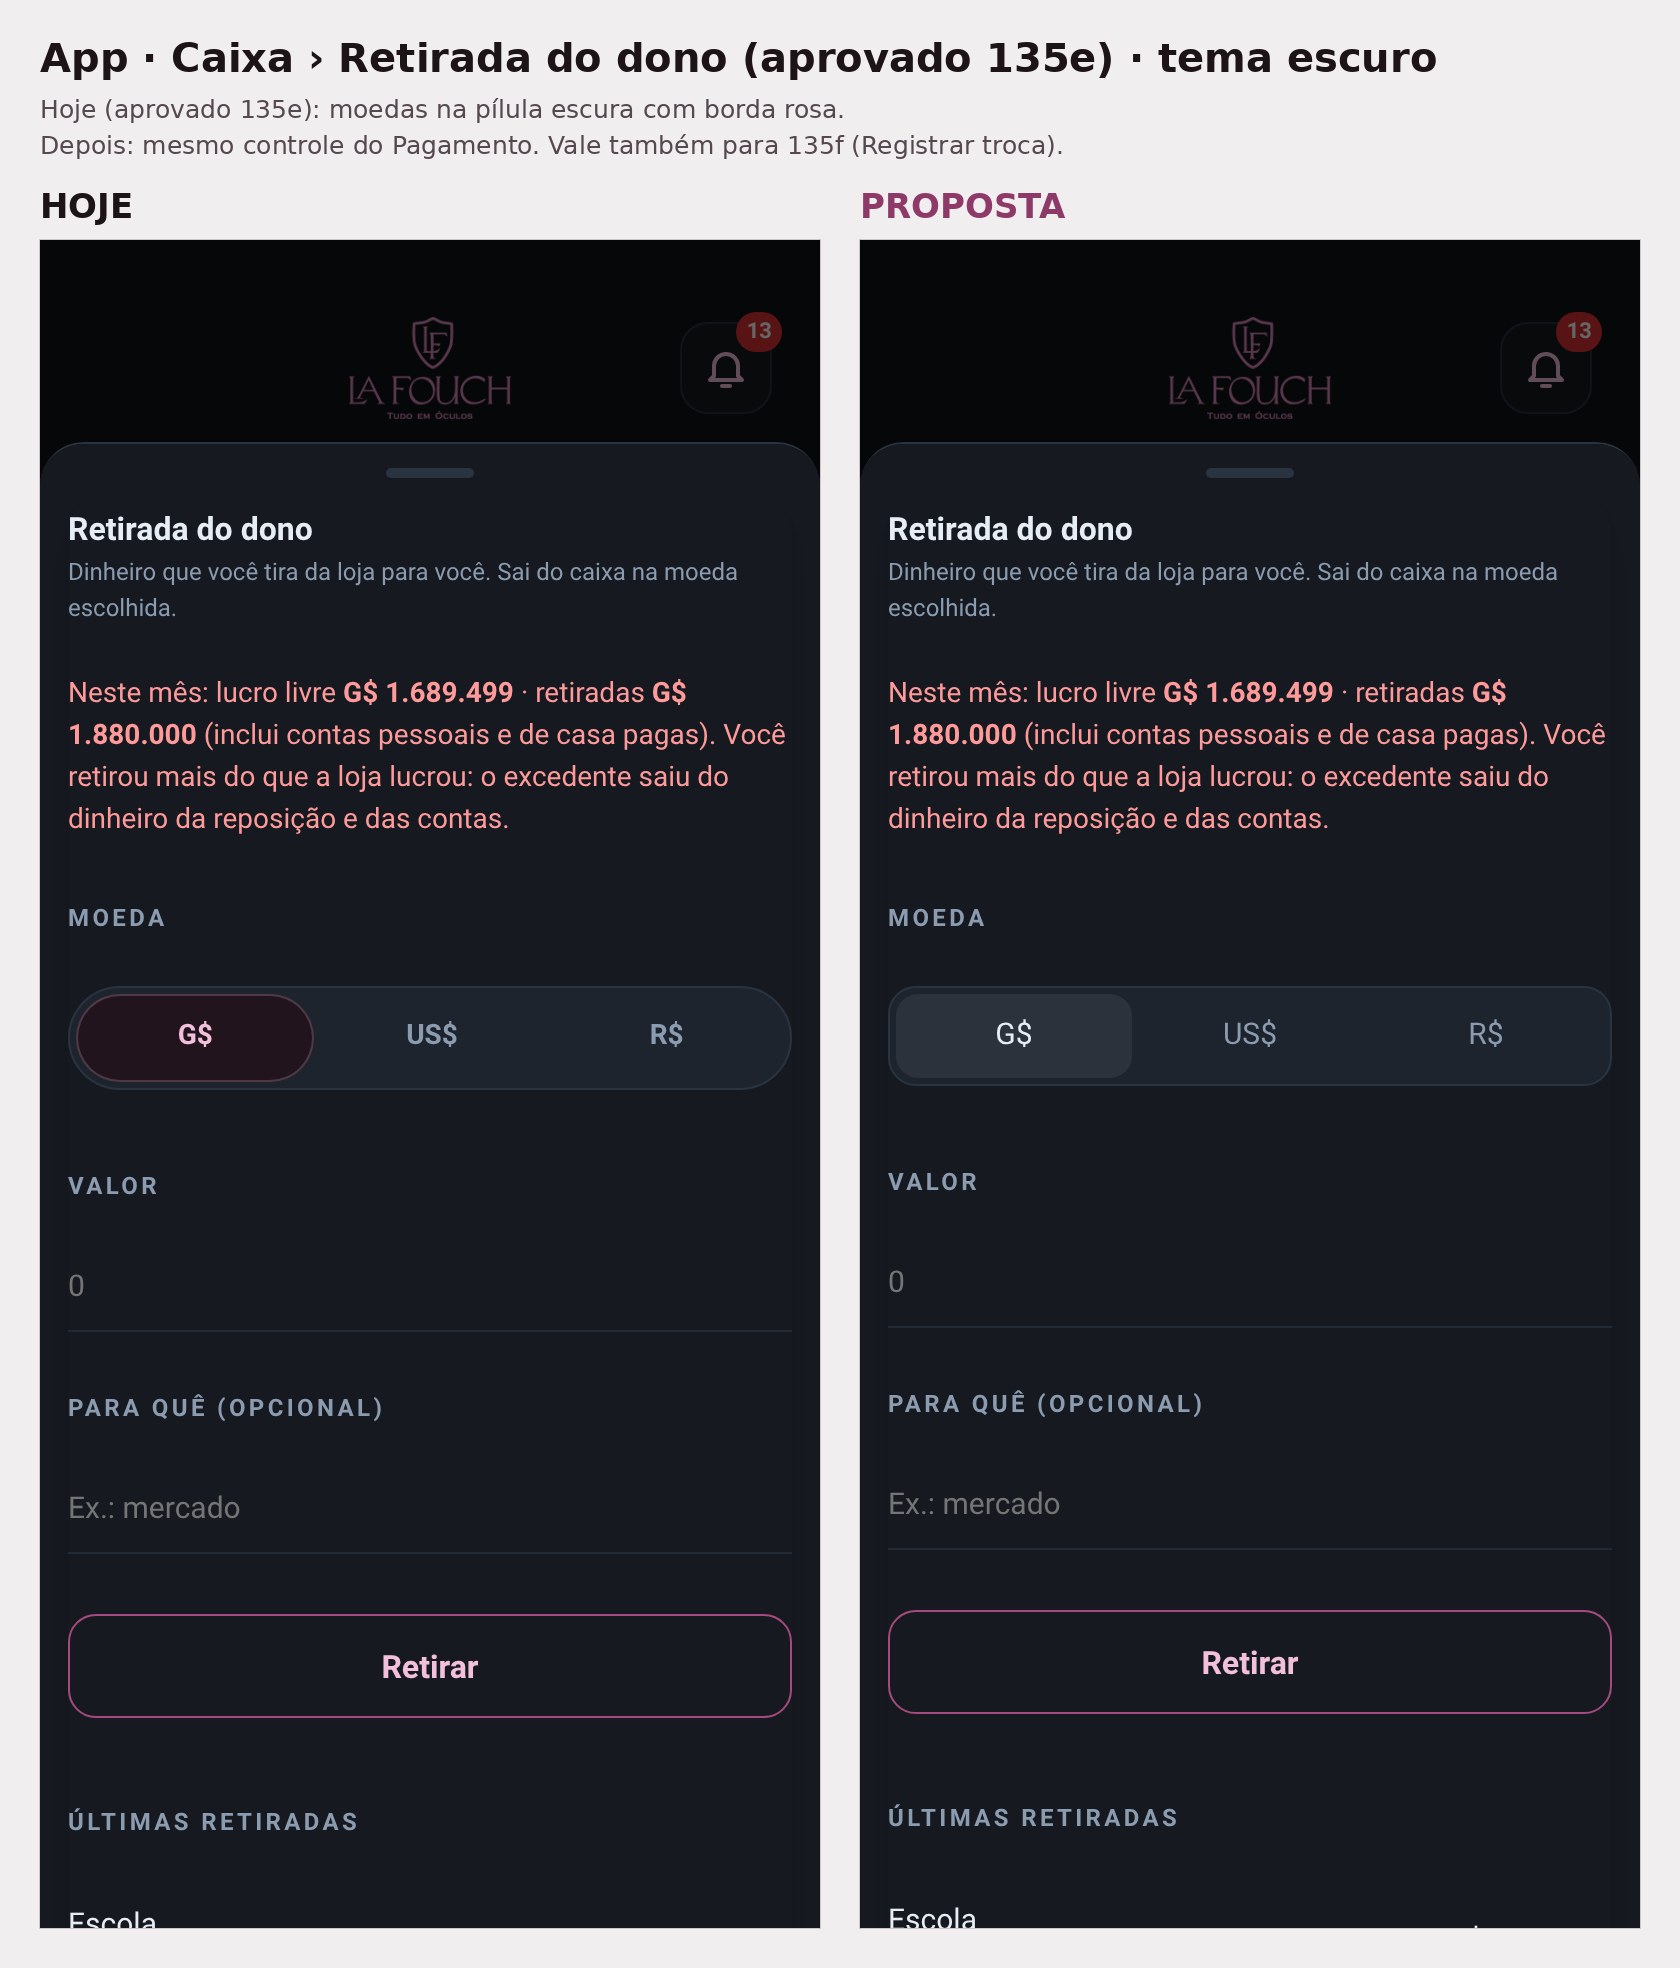 App · Caixa › Retirada do dono (aprovado 135e) · tema escuro
Hoje (aprovado 135e): moedas na pílula escura com borda rosa.
Depois: mesmo controle do Pagamento. Vale também para 135f (Registrar troca).
HOJE
13
LF
LA FOUCH
TUDO EM ÓCULOS
Retirada do dono
Dinheiro que você tira da loja para você. Sai do caixa na moeda
escolhida.
Neste mês: lucro livre G$ 1.689.499 · retiradas G$
1.880.000 (inclui contas pessoais e de casa pagas). Você
retirou mais do que a loja lucrou: o excedente saiu do
dinheiro da reposição e das contas.
MOEDA
G$ US$ R$
VALOR
0
PARA QUÊ (OPCIONAL)
Ex.: mercado
Retirar
ÚLTIMAS RETIRADAS
Escola
PROPOSTA
13
LF
LA FOUCH
TUDO EM ÓCULOS
Retirada do dono
Dinheiro que você tira da loja para você. Sai do caixa na moeda
escolhida.
Neste mês: lucro livre G$ 1.689.499 · retiradas G$
1.880.000 (inclui contas pessoais e de casa pagas). Você
retirou mais do que a loja lucrou: o excedente saiu do
dinheiro da reposição e das contas.
MOEDA
G$ US$ R$
VALOR
0
PARA QUÊ (OPCIONAL)
Ex.: mercado
Retirar
ÚLTIMAS RETIRADAS
Escola